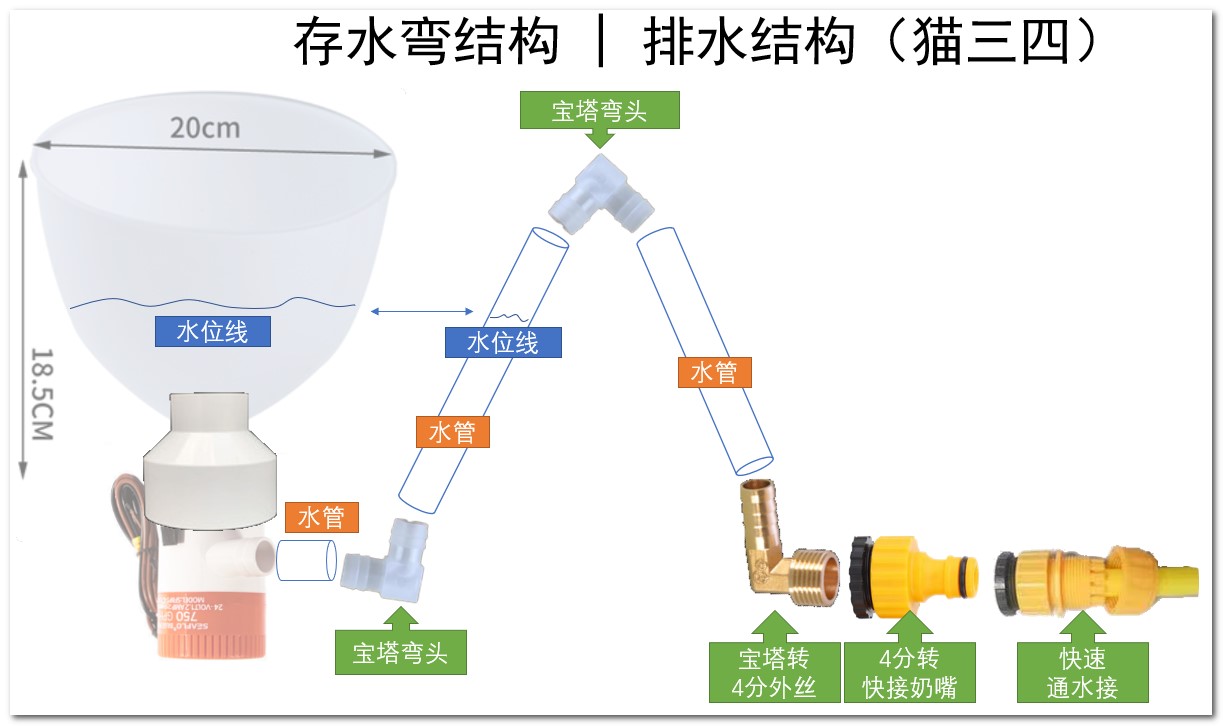 存水弯结构 | 排水结构（猫三四）
宝塔弯头
20cm
水位线
水位线
18.5CM
水管
水管
水管
宝塔弯头
宝塔转
4分外丝
4分转
快接奶嘴
快速
通水接
750
SEAFLO